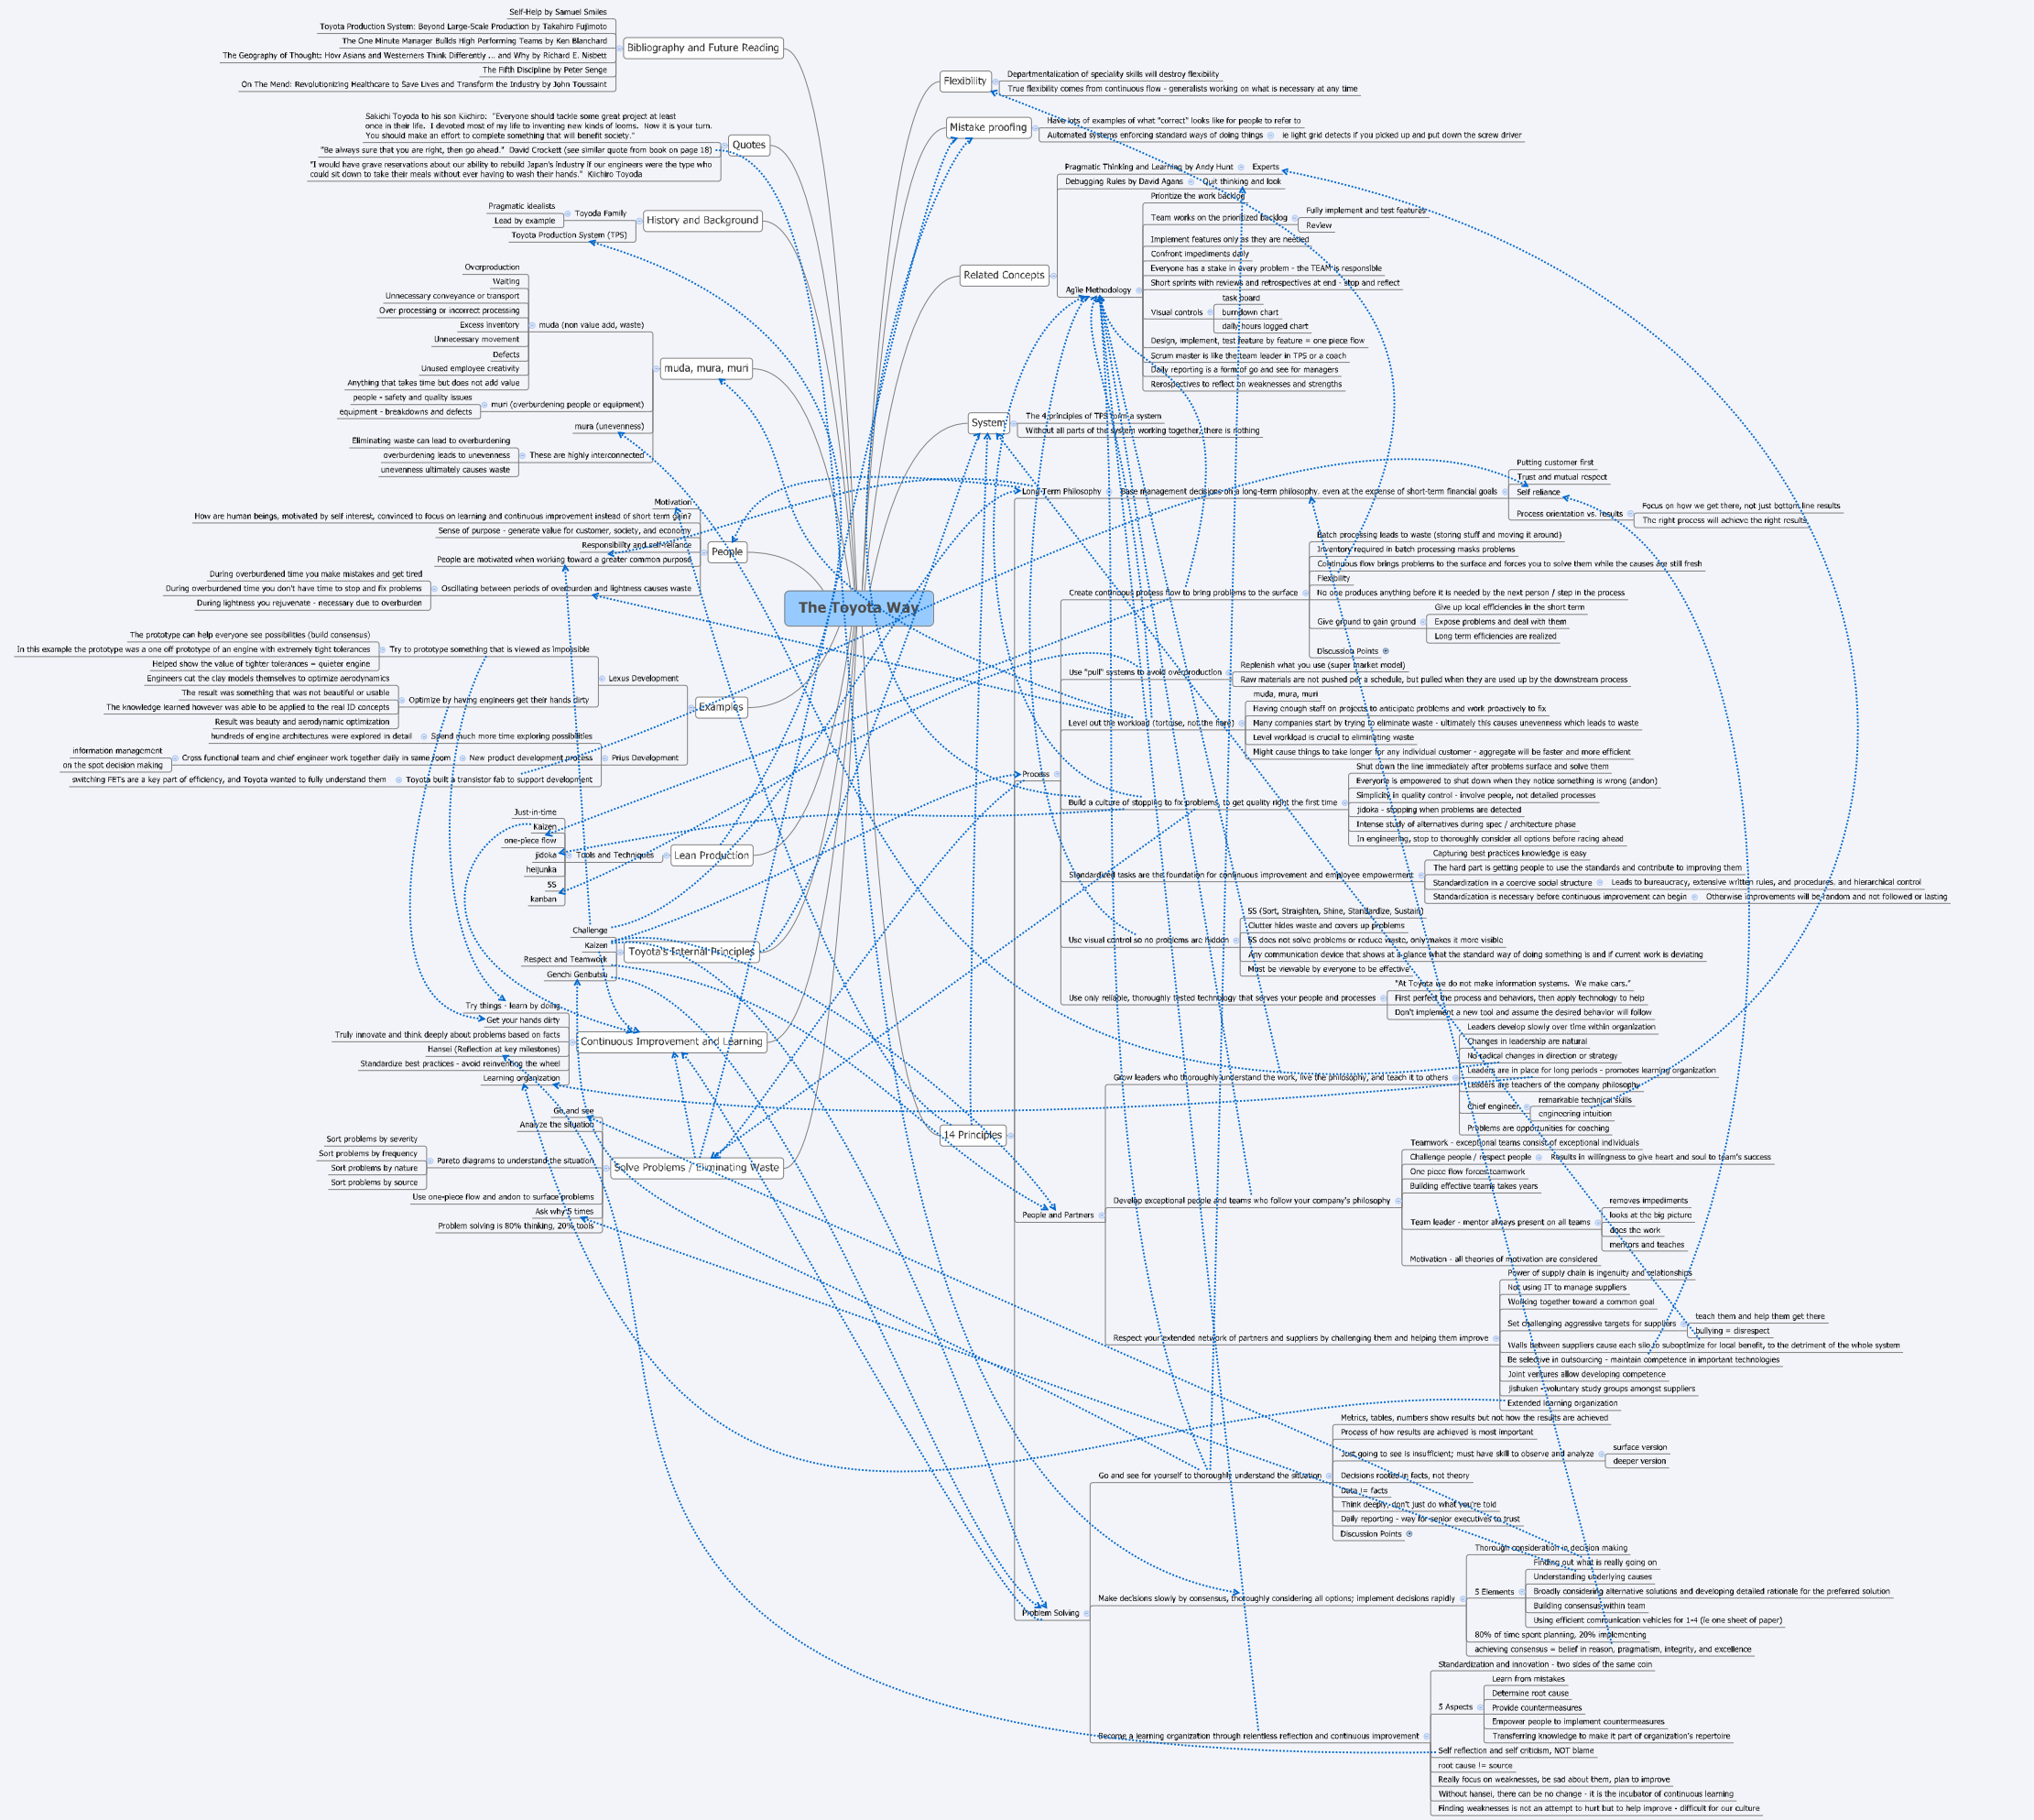 Self-Help by Samuel Smiles
Toyota Production System: Beyond Large-Scale Production by Takahiro Fujimoto
The One Minute Manager Builds High Performing Teams by Ken Blanchard
The Geography of Thought: How Asians and Westerners Think Differently ... and Why by Richard E. Nisbett
The Fifth Discipline by Peter Senge
On The Mend: Revolutionizing Healthcare to Save Lives and Transform the Industry by John Toussaint
Bibliography and Future Reading
Sakichi Toyoda to his son Kiichiro: "Everyone should tackle some great project at least
once in their life. I devoted most of my life to inventing new kinds of looms. Now it is your turn.
You should make an effort to complete something that will benefit society."
"Be always sure that you are right, then go ahead." David Crockett (see similar quote from book on page 18)
"I would have grave reservations about our ability to rebuild Japan's industry if our engineers were the type who
could sit down to take their meals without ever having to wash their hands." Kiichiro Toyoda
Quotes
Pragmatic idealists
Lead by example
Toyoda Family
Toyota Production System (TPS)
History and Background
Overproduction
Waiting
Unnecessary conveyance or transport
Over processing or incorrect processing
Excess inventory
Unnecessary movement
Defects
Unused employee creativity
Anything that takes time but does not add value
muda (non value add, waste)
people - safety and quality issues
equipment - breakdowns and defects
muri (overburdening people or equipment)
mura (unevenness)
Eliminating waste can lead to overburdening
overburdening leads to unevenness
unevenness ultimately causes waste
These are highly interconnected
muda, mura, muri
Motivation
How are human beings, motivated by self interest, convinced to focus on learning and continuous improvement instead of short term gain?
Sense of purpose - generate value for customer, society, and economy
Responsibility and self-reliance
People are motivated when working toward a greater common purpose
During overburdened time you make mistakes and get tired
During overburdened time you don't have time to stop and fix problems
During lightness you rejuvenate - necessary due to overburden
Oscillating between periods of overburden and lightness causes waste
People
The Toyota Way
The prototype can help everyone see possibilities (build consensus)
In this example the prototype was a one off prototype of an engine with extremely tight tolerances
Helped show the value of tighter tolerances = quieter engine
Try to prototype something that is viewed as impossible
Engineers cut the clay models themselves to optimize aerodynamics
The result was something that was not beautiful or usable
The knowledge learned however was able to be applied to the real ID concepts
Result was beauty and aerodynamic optimization
Optimize by having engineers get their hands dirty
Lexus Development
hundreds of engine architectures were explored in detail
Spend much more time exploring possibilities
information management
on the spot decision making
Cross functional team and chief engineer work together daily in same room
New product development process
switching FETs are a key part of efficiency, and Toyota wanted to fully understand them
Toyota built a transistor fab to support development
Prius Development
Examples
Just-in-time
Kaizen
one-piece flow
jidoka
heijunka
5S
kanban
Tools and Techniques
Lean Production
Challenge
Kaizen
Respect and Teamwork
Genchi Genbutsu
Toyota's Internal Principles
Try things - learn by doing
Get your hands dirty
Truly innovate and think deeply about problems based on facts
Hansei (Reflection at key milestones)
Standardize best practices - avoid reinventing the wheel
Learning organization
Continuous Improvement and Learning
Go and see
Analyze the situation
Sort problems by severity
Sort problems by frequency
Sort problems by nature
Sort problems by source
Pareto diagrams to understand the situation
Use one-piece flow and andon to surface problems
Ask why 5 times
Problem solving is 80% thinking, 20% tools
Solve Problems / Eliminating Waste
Flexibility
Departmentalization of speciality skills will destroy flexibility
True flexibility comes from continuous flow - generalists working on what is necessary at any time
Mistake proofing
Have lots of examples of what "correct" looks like for people to refer to
Automated systems enforcing standard ways of doing things
ie light grid detects if you picked up and put down the screw driver
Related Concepts
Pragmatic Thinking and Learning by Andy Hunt
Experts
Debugging Rules by David Agans
Quit thinking and look
Agile Methodology
Prioritize the work backlog
Team works on the prioritized backlog
Fully implement and test features
Review
Implement features only as they are needed
Confront impediments daily
Everyone has a stake in every problem - the TEAM is responsible
Short sprints with reviews and retrospectives at end - stop and reflect
Visual controls
task board
burndown chart
daily hours logged chart
Design, implement, test feature by feature = one piece flow
Scrum master is like the team leader in TPS or a coach
Daily reporting is a form of go and see for managers
Rerospectives to reflect on weaknesses and strengths
System
The 4 principles of TPS form a system
Without all parts of the system working together, there is nothing
14 Principles
Long-Term Philosophy
Base management decisions on a long-term philosophy, even at the expense of short-term financial goals
Putting customer first
Trust and mutual respect
Self reliance
Process orientation vs. results
Focus on how we get there, not just bottom line results
The right process will achieve the right results
Process
Create continuous process flow to bring problems to the surface
Batch processing leads to waste (storing stuff and moving it around)
Inventory required in batch processing masks problems
Continuous flow brings problems to the surface and forces you to solve them while the causes are still fresh
Flexibility
No one produces anything before it is needed by the next person / step in the process
Give ground to gain ground
Give up local efficiencies in the short term
Expose problems and deal with them
Long term efficiencies are realized
Discussion Points
Use "pull" systems to avoid overproduction
Replenish what you use (super market model)
Raw materials are not pushed per a schedule, but pulled when they are used up by the downstream process
Level out the workload (tortoise, not the hare)
muda, mura, muri
Having enough staff on projects to anticipate problems and work proactively to fix
Many companies start by trying to eliminate waste - ultimately this causes unevenness which leads to waste
Level workload is crucial to eliminating waste
Might cause things to take longer for any individual customer - aggregate will be faster and more efficient
Build a culture of stopping to fix problems, to get quality right the first time
Shut down the line immediately after problems surface and solve them
Everyone is empowered to shut down when they notice something is wrong (andon)
Simplicity in quality control - involve people, not detailed processes
jidoka - stopping when problems are detected
Intense study of alternatives during spec / architecture phase
In engineering, stop to thoroughly consider all options before racing ahead
Standardized tasks are the foundation for continuous improvement and employee empowerment
Capturing best practices knowledge is easy
The hard part is getting people to use the standards and contribute to improving them
Standardization in a coercive social structure
Leads to bureaucracy, extensive written rules, and procedures, and hierarchical control
Standardization is necessary before continuous improvement can begin
Otherwise improvements will be random and not followed or lasting
Use visual control so no problems are hidden
5S (Sort, Straighten, Shine, Standardize, Sustain)
Clutter hides waste and covers up problems
5S does not solve problems or reduce waste, only makes it more visible
Any communication device that shows at a glance what the standard way of doing something is and if current work is deviating
Must be viewable by everyone to be effective
Use only reliable, thoroughly tested technology that serves your people and processes
"At Toyota we do not make information systems. We make cars."
First perfect the process and behaviors, then apply technology to help
Don't implement a new tool and assume the desired behavior will follow
People and Partners
Grow leaders who thoroughly understand the work, live the philosophy, and teach it to others
Leaders develop slowly over time within organization
Changes in leadership are natural
No radical changes in direction or strategy
Leaders are in place for long periods - promotes learning organization
Leaders are teachers of the company philosophy
Chief engineer
remarkable technical skills
engineering intuition
Problems are opportunities for coaching
Develop exceptional people and teams who follow your company's philosophy
Teamwork - exceptional teams consist of exceptional individuals
Challenge people / respect people
Results in willingness to give heart and soul to team's success
One piece flow forces teamwork
Building effective teams takes years
Team leader - mentor always present on all teams
removes impediments
looks at the big picture
does the work
mentors and teaches
Motivation - all theories of motivation are considered
Respect your extended network of partners and suppliers by challenging them and helping them improve
Power of supply chain is ingenuity and relationships
Not using IT to manage suppliers
Working together toward a common goal
Set challenging aggressive targets for suppliers
teach them and help them get there
bullying = disrespect
Walls between suppliers cause each silo to suboptimize for local benefit, to the detriment of the whole system
Be selective in outsourcing - maintain competence in important technologies
Joint ventures allow developing competence
Jishuken - voluntary study groups amongst suppliers
Extended learning organization
Problem Solving
Go and see for yourself to thoroughly understand the situation
Metrics, tables, numbers show results but not how the results are achieved
Process of how results are achieved is most important
Just going to see is insufficient; must have skill to observe and analyze
surface version
deeper version
Decisions rooted in facts, not theory
Data != facts
Think deeply, don't just do what you're told
Daily reporting - way for senior executives to trust
Discussion Points
Make decisions slowly by consensus, thoroughly considering all options; implement decisions rapidly
Thorough consideration in decision making
5 Elements
Finding out what is really going on
Understanding underlying causes
Broadly considering alternative solutions and developing detailed rationale for the preferred solution
Building consensus within team
Using efficient communication vehicles for 1-4 (ie one sheet of paper)
80% of time spent planning, 20% implementing
achieving consensus = belief in reason, pragmatism, integrity, and excellence
Become a learning organization through relentless reflection and continuous improvement
Standardization and innovation - two sides of the same coin
5 Aspects
Learn from mistakes
Determine root cause
Provide countermeasures
Empower people to implement countermeasures
Transferring knowledge to make it part of organization's repertoire
Self reflection and self criticism, NOT blame
root cause != source
Really focus on weaknesses, be sad about them, plan to improve
Without hansei, there can be no change - it is the incubator of continuous learning
Finding weaknesses is not an attempt to hurt but to help improve - difficult for our culture